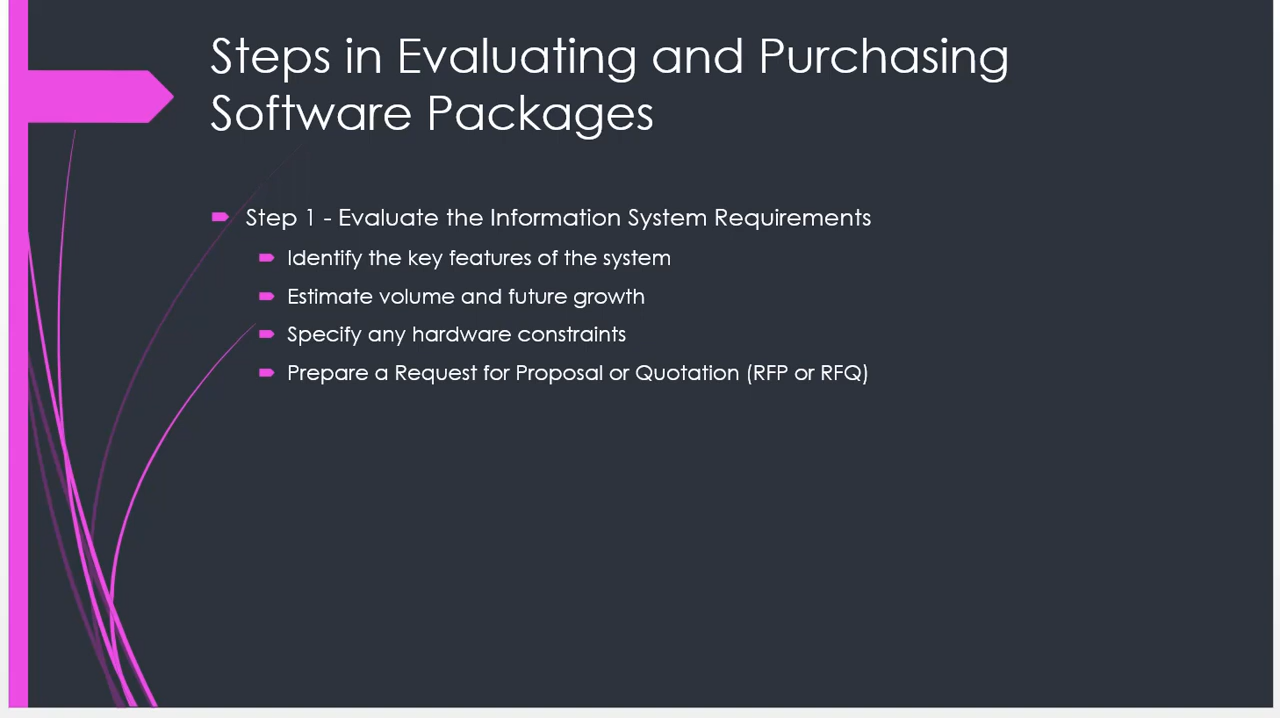 Steps in Evaluating and Purchasing
Software Packages
Step 1 - Evaluate the Information System Requirements
Identify the key features of the system
Estimate volume and future growth
Specify any hardware constraints
Prepare a Request for Proposal or Quotation (RFP or RFQ)